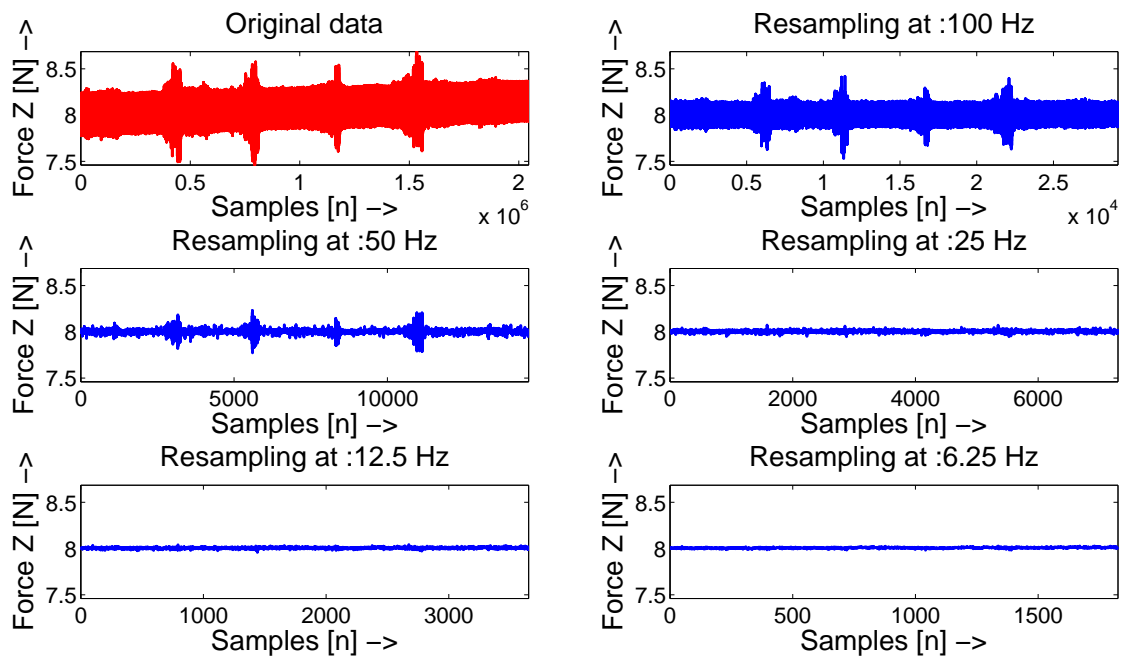 Original data
Force Z [N] −>
8.5
8
7.5
0
0.5
1
1.5
2
x 10^6
Samples [n] −>
Resampling at :100 Hz
Force Z [N] −>
8.5
8
7.5
0
0.5
1
1.5
2
2.5
x 10^4
Samples [n] −>
Resampling at :50 Hz
Force Z [N] −>
8.5
8
7.5
0
5000
10000
Samples [n] −>
Resampling at :25 Hz
Force Z [N] −>
8.5
8
7.5
0
2000
4000
6000
Samples [n] −>
Resampling at :12.5 Hz
Force Z [N] −>
8.5
8
7.5
0
1000
2000
3000
Samples [n] −>
Resampling at :6.25 Hz
Force Z [N] −>
8.5
8
7.5
0
500
1000
1500
Samples [n] −>